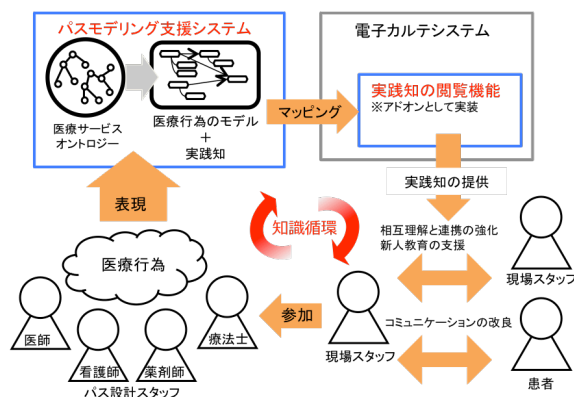 パスモデリング支援システム
電子カルテシステム
医療サービス
オントロジー
医療行為のモデル
＋
実践知
マッピング
実践知の閲覧機能
※アドオンとして実装
表現
実践知の提供
知識循環
相互理解と連携の強化
新人教育の支援
現場スタッフ
医療行為
医師
看護師
薬剤師
療法士
パス設計スタッフ
参加
現場スタッフ
コミュニケーションの改良
患者